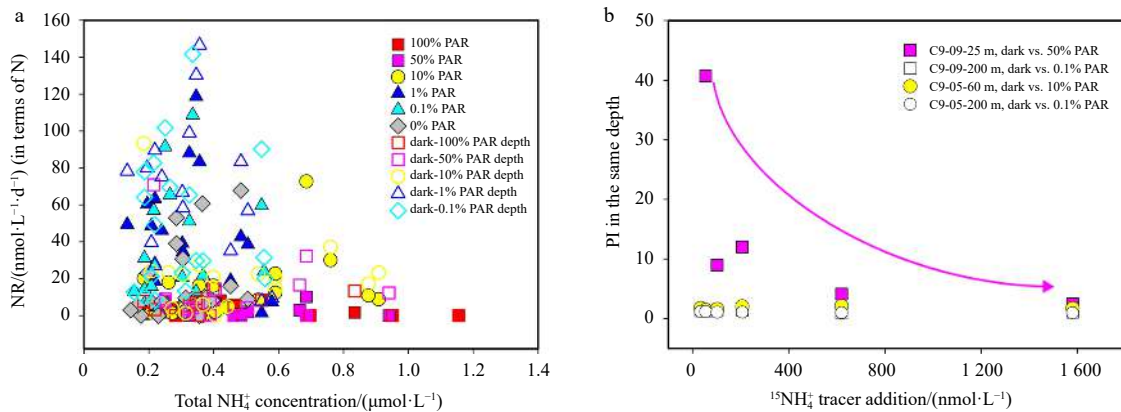 a
160
140
120
100
80
60
40
20
0
NR/(nmol·L⁻¹·d⁻¹) (in terms of N)
0
0.2
0.4
0.6
0.8
1.0
1.2
1.4
Total NH₄⁺ concentration/(μmol·L⁻¹)
100% PAR
50% PAR
10% PAR
1% PAR
0.1% PAR
0% PAR
dark-100% PAR depth
dark-50% PAR depth
dark-10% PAR depth
dark-1% PAR depth
dark-0.1% PAR depth
b
50
40
30
20
10
0
PI in the same depth
0
400
800
1 200
1 600
¹⁵NH₄⁺ tracer addition/(nmol·L⁻¹)
C9-09-25 m, dark vs. 50% PAR
C9-09-200 m, dark vs. 0.1% PAR
C9-05-60 m, dark vs. 10% PAR
C9-05-200 m, dark vs. 0.1% PAR